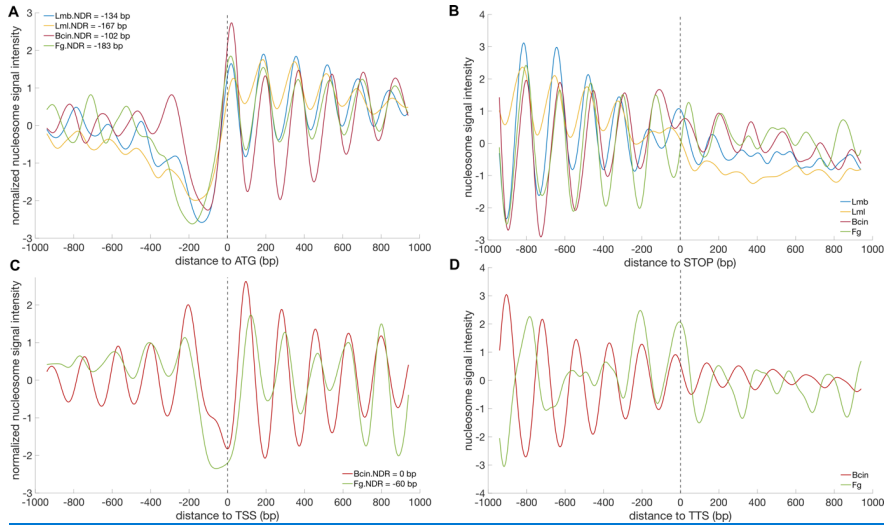 A
Lmb.NDR = -134 bp
Lml.NDR = -167 bp
Bcin.NDR = -102 bp
Fg.NDR = -183 bp
normalized nucleosome signal intensity
3
2
1
0
-1
-2
-3
-1000 -800 -600 -400 -200 0 200 400 600 800 1000
distance to ATG (bp)
B
nucleosome signal intensity
4
3
2
1
0
-1
-2
-3
-1000 -800 -600 -400 -200 0 200 400 600 800 1000
distance to STOP (bp)
Lmb
Lml
Bcin
Fg
C
normalized nucleosome signal intensity
2
1
0
-1
-2
-3
-1000 -800 -600 -400 -200 0 200 400 600 800 1000
distance to TSS (bp)
Bcin.NDR = 0 bp
Fg.NDR = -60 bp
D
nucleosome signal intensity
4
3
2
1
0
-1
-2
-3
-4
-1000 -800 -600 -400 -200 0 200 400 600 800 1000
distance to TTS (bp)
Bcin
Fg